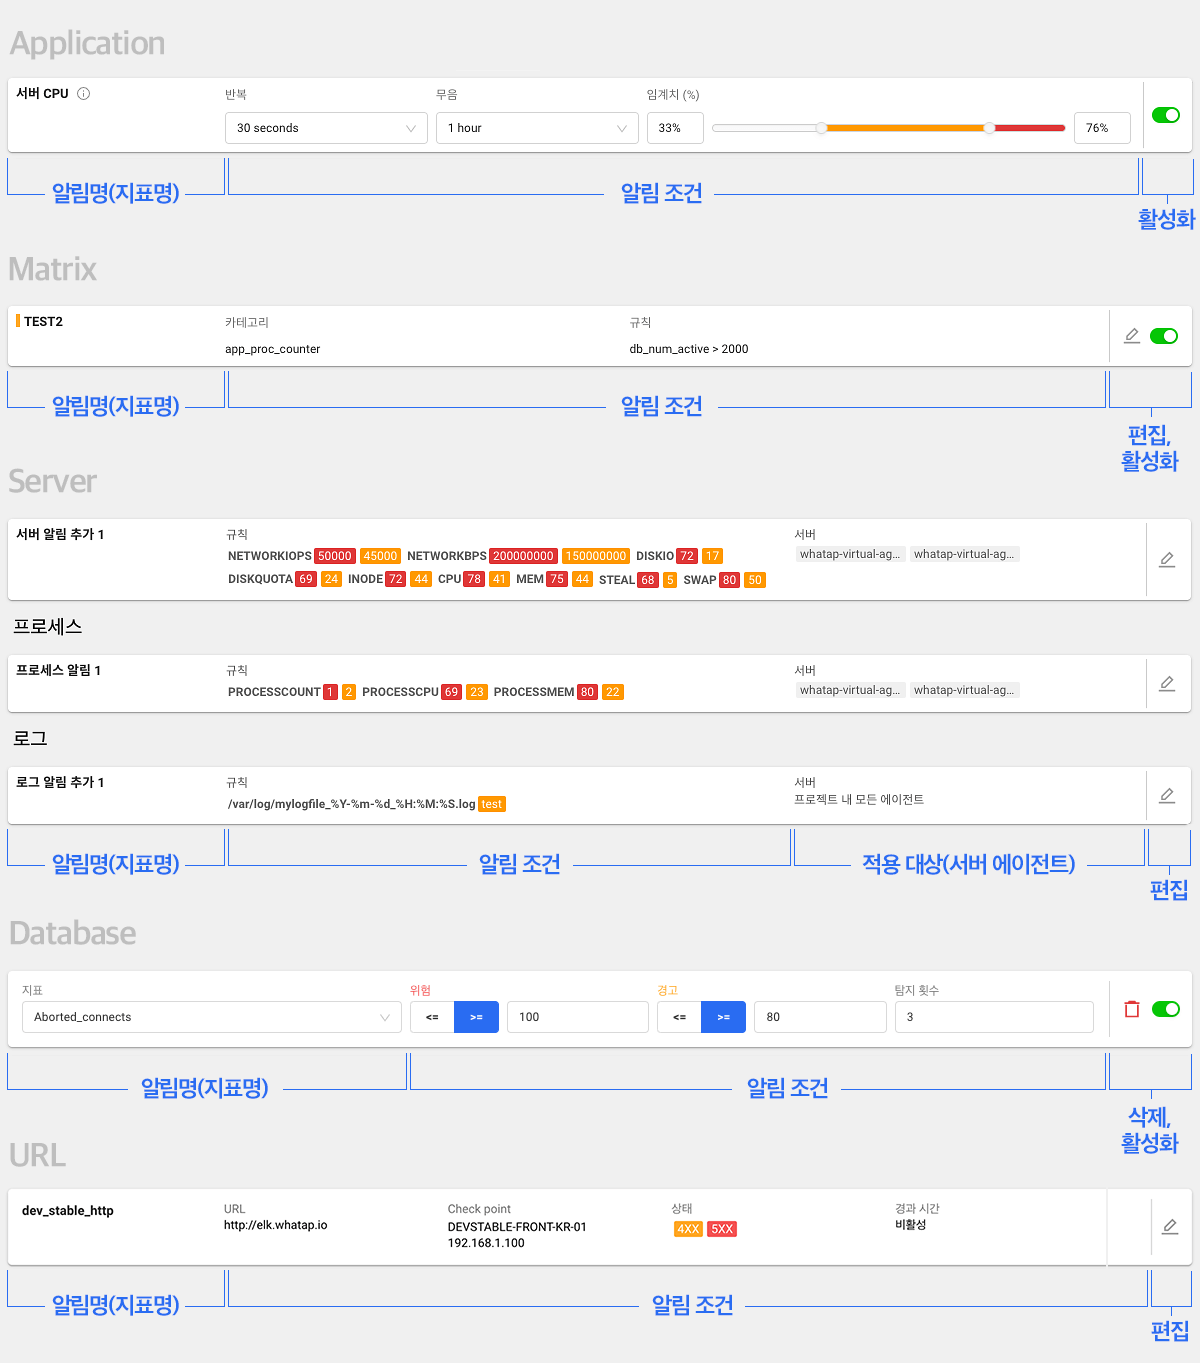 Application
서버 CPU
반복
무음
임계치 (%)
30 seconds
1 hour
33%
76%
알림명(지표명)
알림 조건
활성화
Matrix
TEST2
카테고리
규칙
app_proc_counter
db_num_active > 2000
알림명(지표명)
알림 조건
편집,
활성화
Server
서버 알림 추가 1
규칙
서버
NETWORKIOPS 50000 45000 NETWORKBPS 200000000 150000000 DISKIO 72 17
whatap-virtual-ag... whatap-virtual-ag...
DISKQUOTA 69 24 INODE 72 44 CPU 78 41 MEM 75 44 STEAL 68 5 SWAP 80 50
프로세스
프로세스 알림 1
규칙
서버
PROCESSCOUNT 1 2 PROCESSCPU 69 23 PROCESSMEM 80 22
whatap-virtual-ag... whatap-virtual-ag...
로그
로그 알림 추가 1
규칙
서버
/var/log/mylogfile_%Y-%m-%d_%H:%M:%S.log test
프로젝트 내 모든 에이전트
알림명(지표명)
알림 조건
적용 대상(서버 에이전트)
편집
Database
지표
위험
경고
탐지 횟수
Aborted_connects
<= >= 100
<= >= 80
3
알림명(지표명)
알림 조건
삭제,
활성화
URL
dev_stable_http
URL
Check point
상태
경과 시간
http://elk.whatap.io
DEVSTABLE-FRONT-KR-01
4XX 5XX
비활성
192.168.1.100
알림명(지표명)
알림 조건
편집